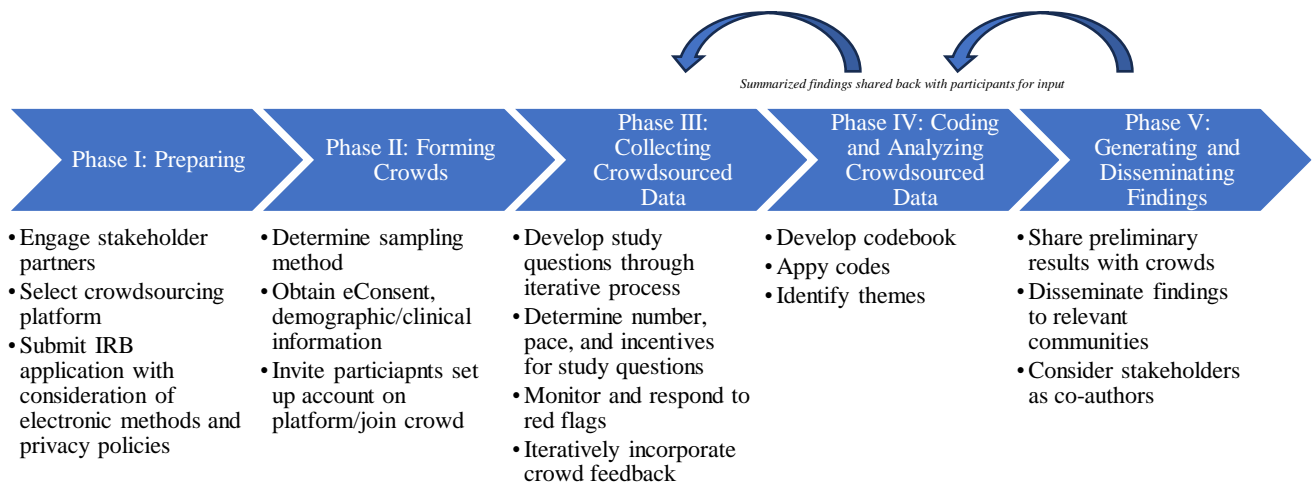 Summarized findings shared back with participants for input
Phase I: Preparing
Phase II: Forming
Crowds
Phase III:
Collecting
Crowdsourced
Data
Phase IV: Coding
and Analyzing
Crowdsourced
Data
Phase V:
Generating and
Disseminating
Findings
• Engage stakeholder
partners
• Select crowdsourcing
platform
• Submit IRB
application with
consideration of
electronic methods and
privacy policies
• Determine sampling
method
• Obtain eConsent,
demographic/clinical
information
• Invite particiapnts set
up account on
platform/join crowd
• Develop study
questions through
iterative process
• Determine number,
pace, and incentives
for study questions
• Monitor and respond to
red flags
• Iteratively incorporate
crowd feedback
• Develop codebook
• Appy codes
• Identify themes
• Share preliminary
results with crowds
• Disseminate findings
to relevant
communities
• Consider stakeholders
as co-authors